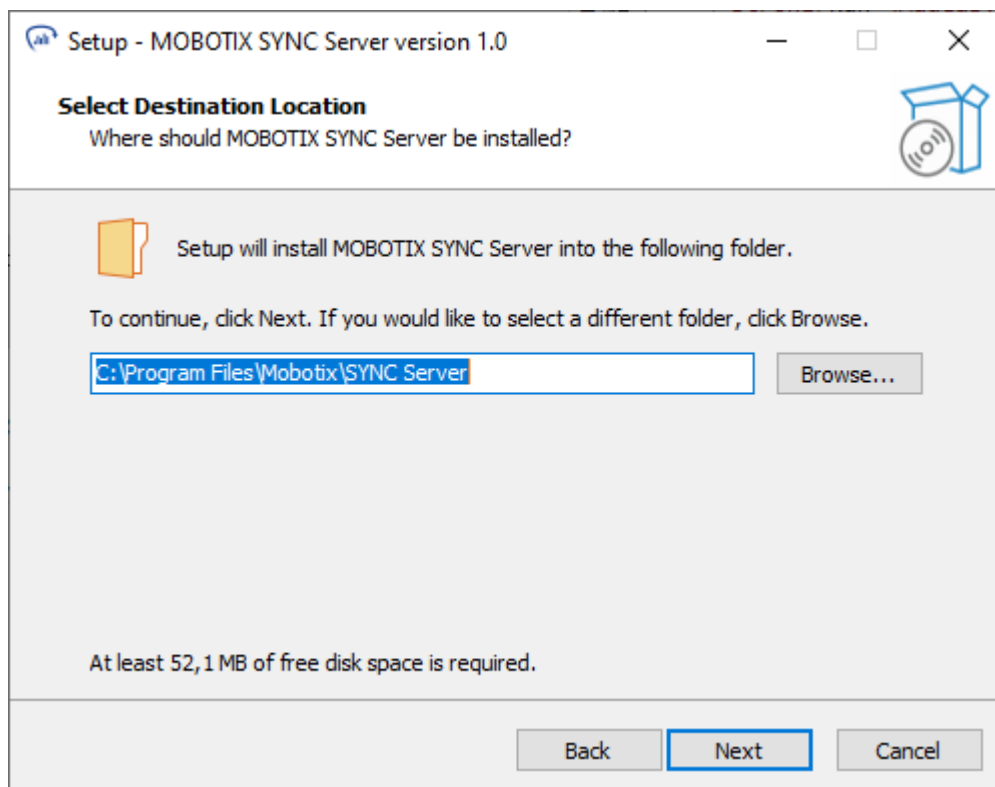 Setup - MOBOTIX SYNC Server version 1.0
Select Destination Location
Where should MOBOTIX SYNC Server be installed?
Setup will install MOBOTIX SYNC Server into the following folder.
To continue, click Next. If you would like to select a different folder, click Browse.
C:\Program Files\Mobotix\SYNC Server
Browse...
At least 52,1 MB of free disk space is required.
Back
Next
Cancel